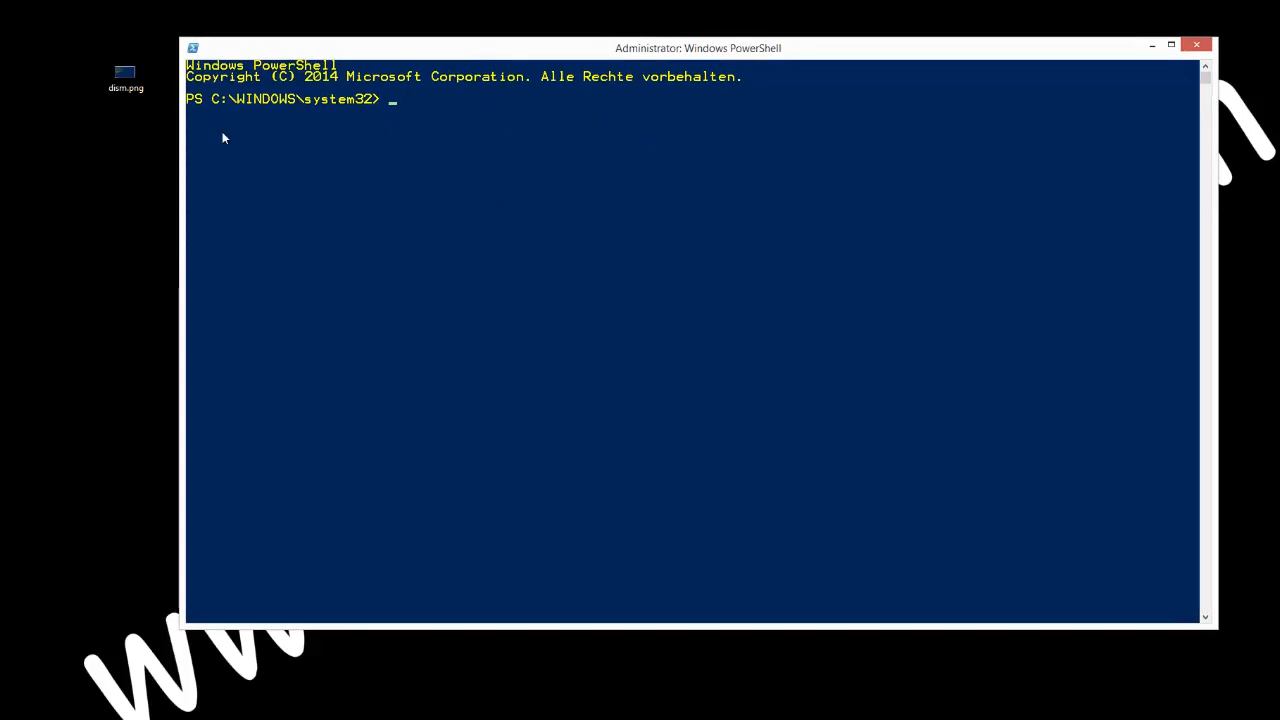 Administrator: Windows PowerShell
dism.png
Windows PowerShell
Copyright (C) 2014 Microsoft Corporation. Alle Rechte vorbehalten.
PS C:\WINDOWS\system32> _